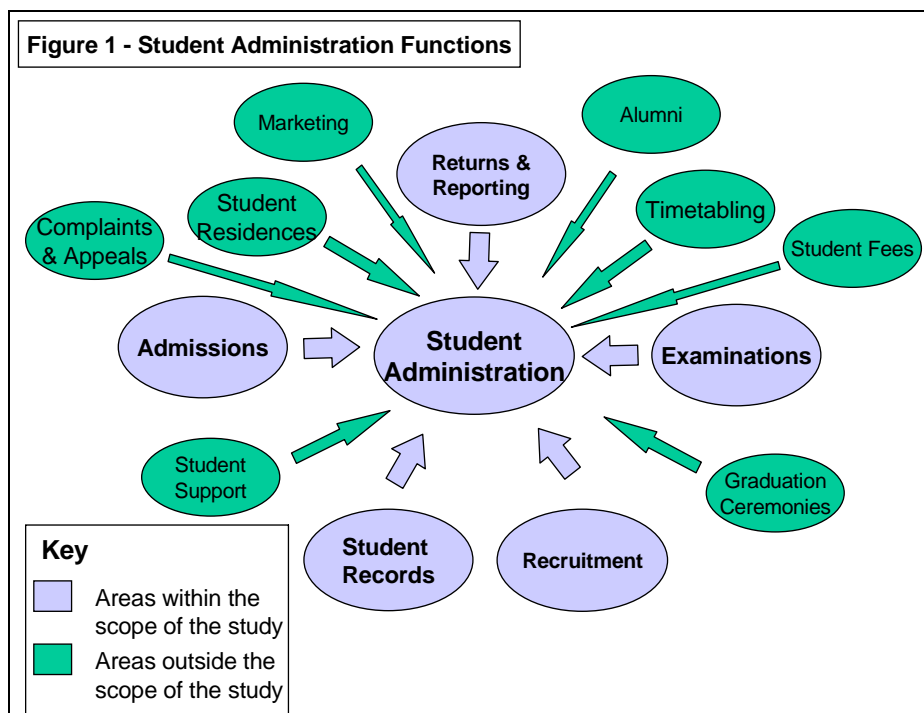 Figure 1 - Student Administration Functions
Marketing
Alumni
Returns &
Reporting
Student
Residences
Timetabling
Complaints
& Appeals
Student Fees
Admissions
Student
Administration
Examinations
Student
Support
Graduation
Ceremonies
Student
Records
Recruitment
Key
Areas within the
scope of the study
Areas outside the
scope of the study